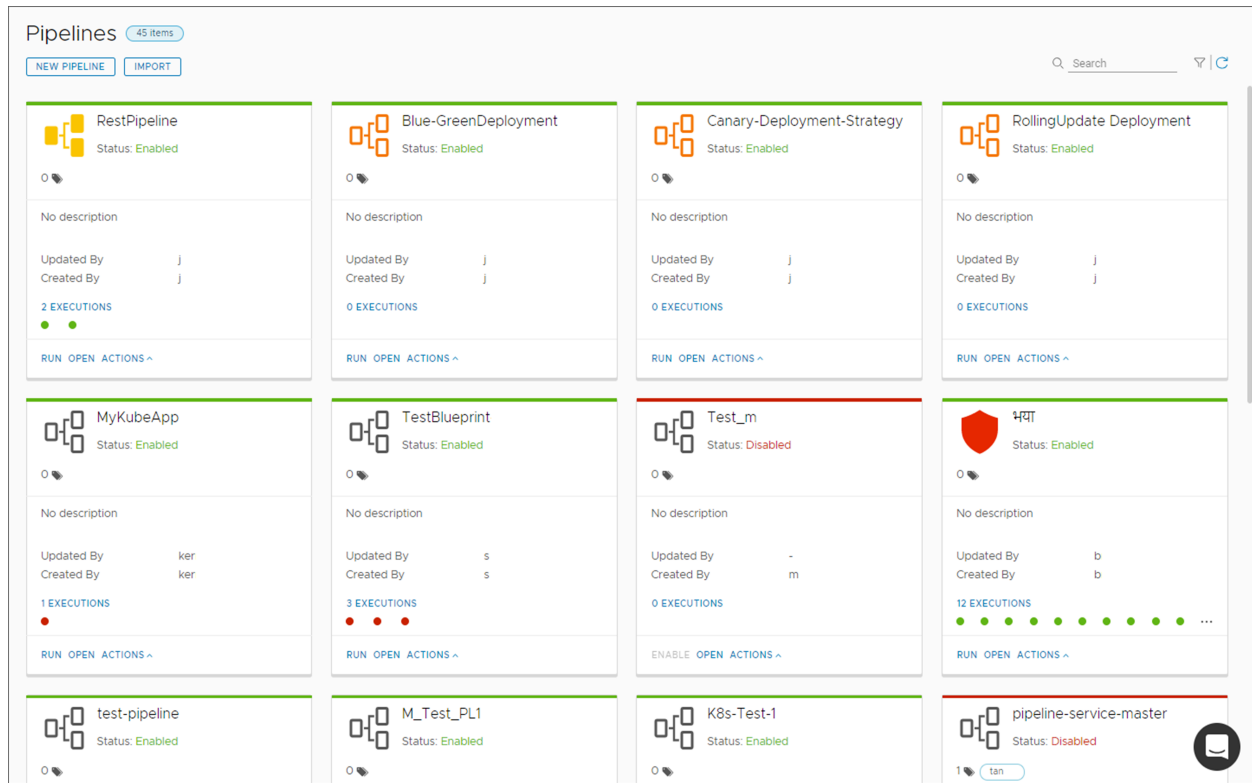 Pipelines 45 items
NEW PIPELINE IMPORT
Search
RestPipeline
Status: Enabled
0
No description
Updated By j
Created By j
2 EXECUTIONS
RUN OPEN ACTIONS
Blue-GreenDeployment
Status: Enabled
0
No description
Updated By j
Created By j
0 EXECUTIONS
RUN OPEN ACTIONS
Canary-Deployment-Strategy
Status: Enabled
0
No description
Updated By j
Created By j
0 EXECUTIONS
RUN OPEN ACTIONS
RollingUpdate Deployment
Status: Enabled
0
No description
Updated By j
Created By j
0 EXECUTIONS
RUN OPEN ACTIONS
MyKubeApp
Status: Enabled
0
No description
Updated By ker
Created By ker
1 EXECUTIONS
RUN OPEN ACTIONS
TestBlueprint
Status: Enabled
0
No description
Updated By s
Created By s
3 EXECUTIONS
RUN OPEN ACTIONS
Test_m
Status: Disabled
0
No description
Updated By -
Created By m
0 EXECUTIONS
ENABLE OPEN ACTIONS
भया
Status: Enabled
0
No description
Updated By b
Created By b
12 EXECUTIONS
...
RUN OPEN ACTIONS
test-pipeline
Status: Enabled
0
M_Test_PL1
Status: Enabled
0
K8s-Test-1
Status: Enabled
0
pipeline-service-master
Status: Disabled
1 tan